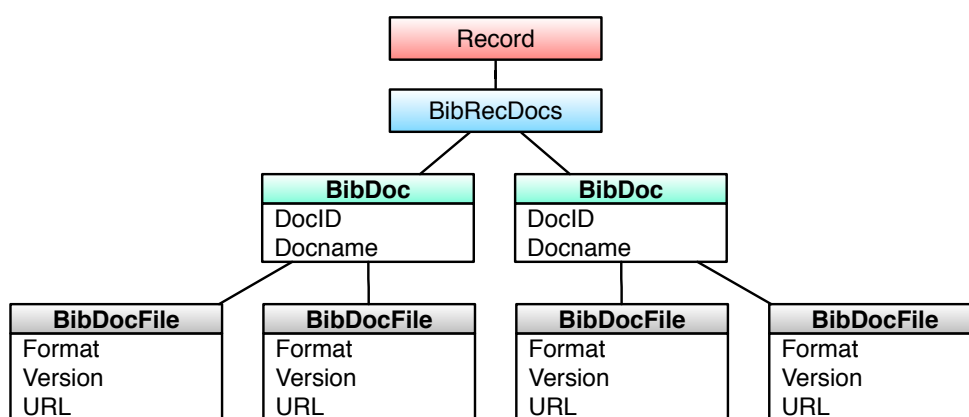 Record
BibRecDocs
BibDoc
DocID
Docname
BibDoc
DocID
Docname
BibDocFile
Format
Version
URL
BibDocFile
Format
Version
URL
BibDocFile
Format
Version
URL
BibDocFile
Format
Version
URL